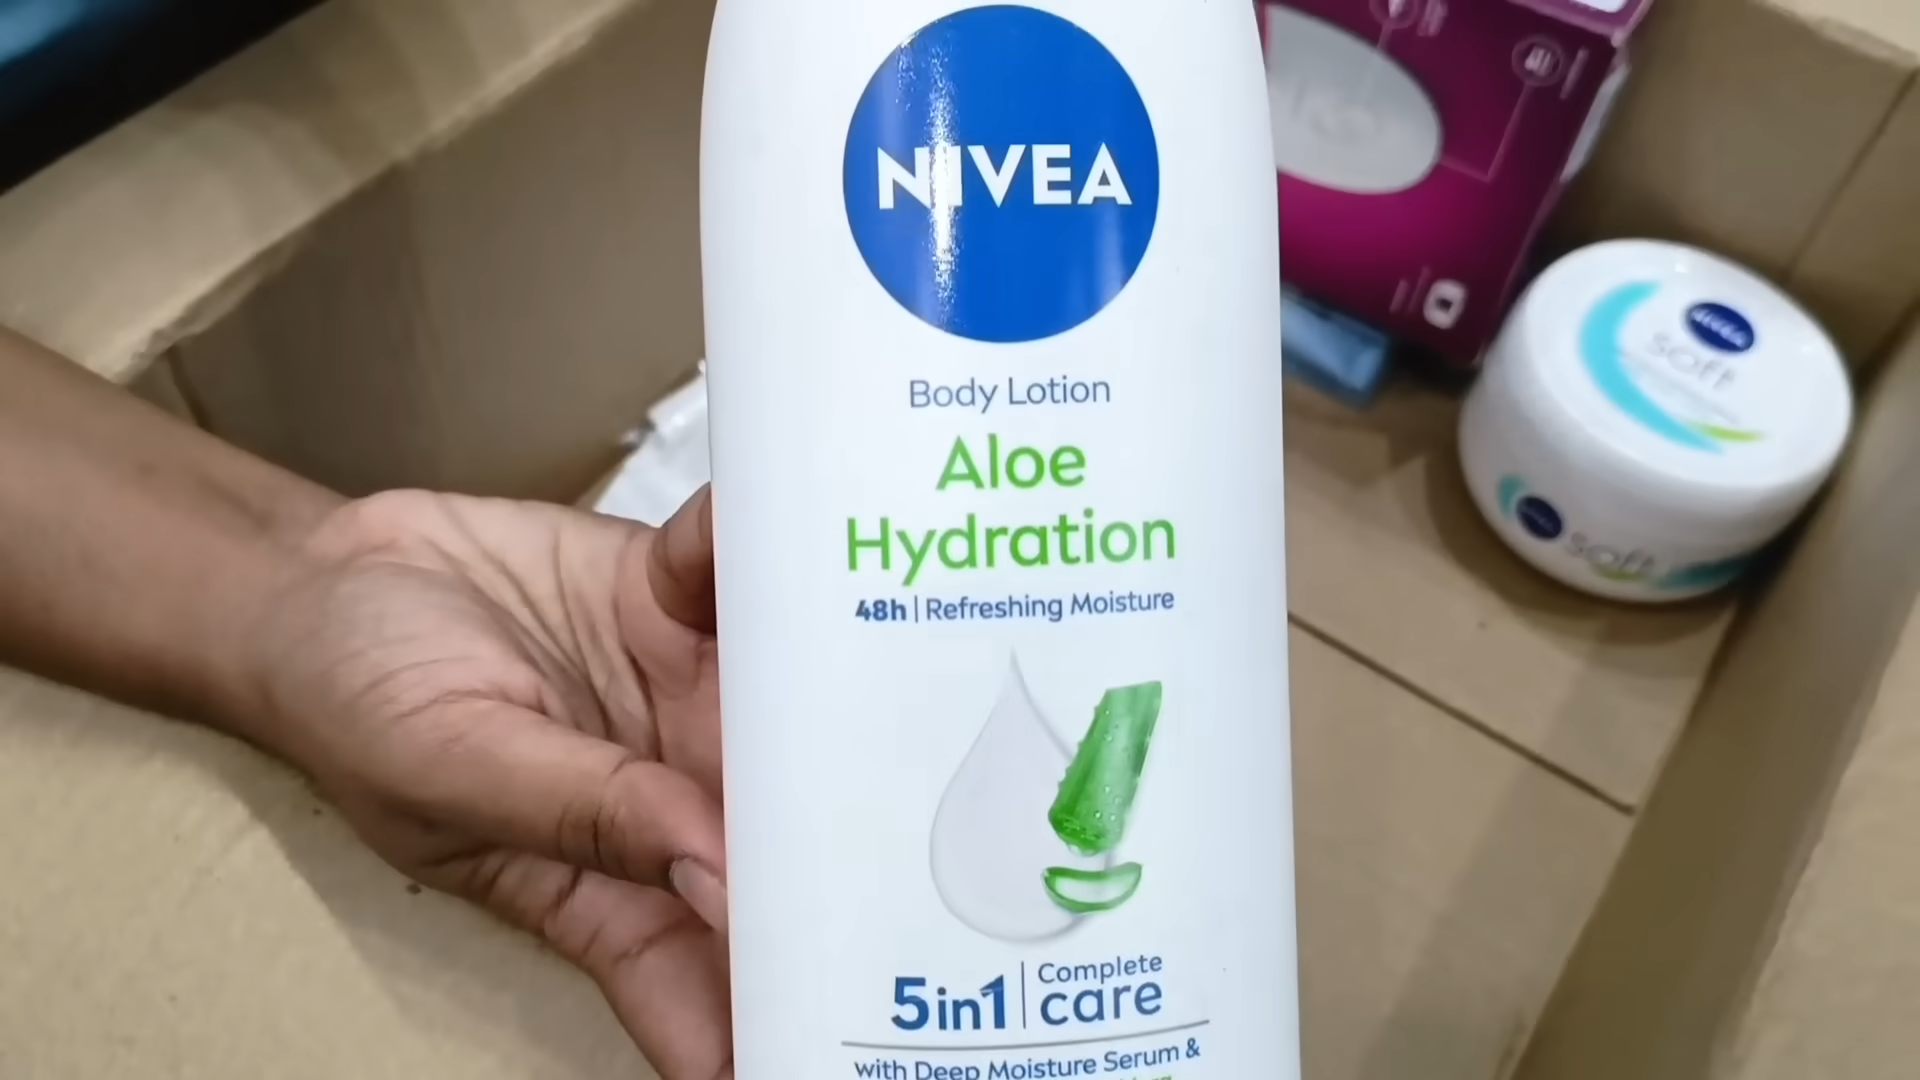 NIVEA
Body Lotion
Aloe
Hydration
48h | Refreshing Moisture
5in1 | Complete
care
with Deep Moisture Serum &
NIVEA
soft
soft